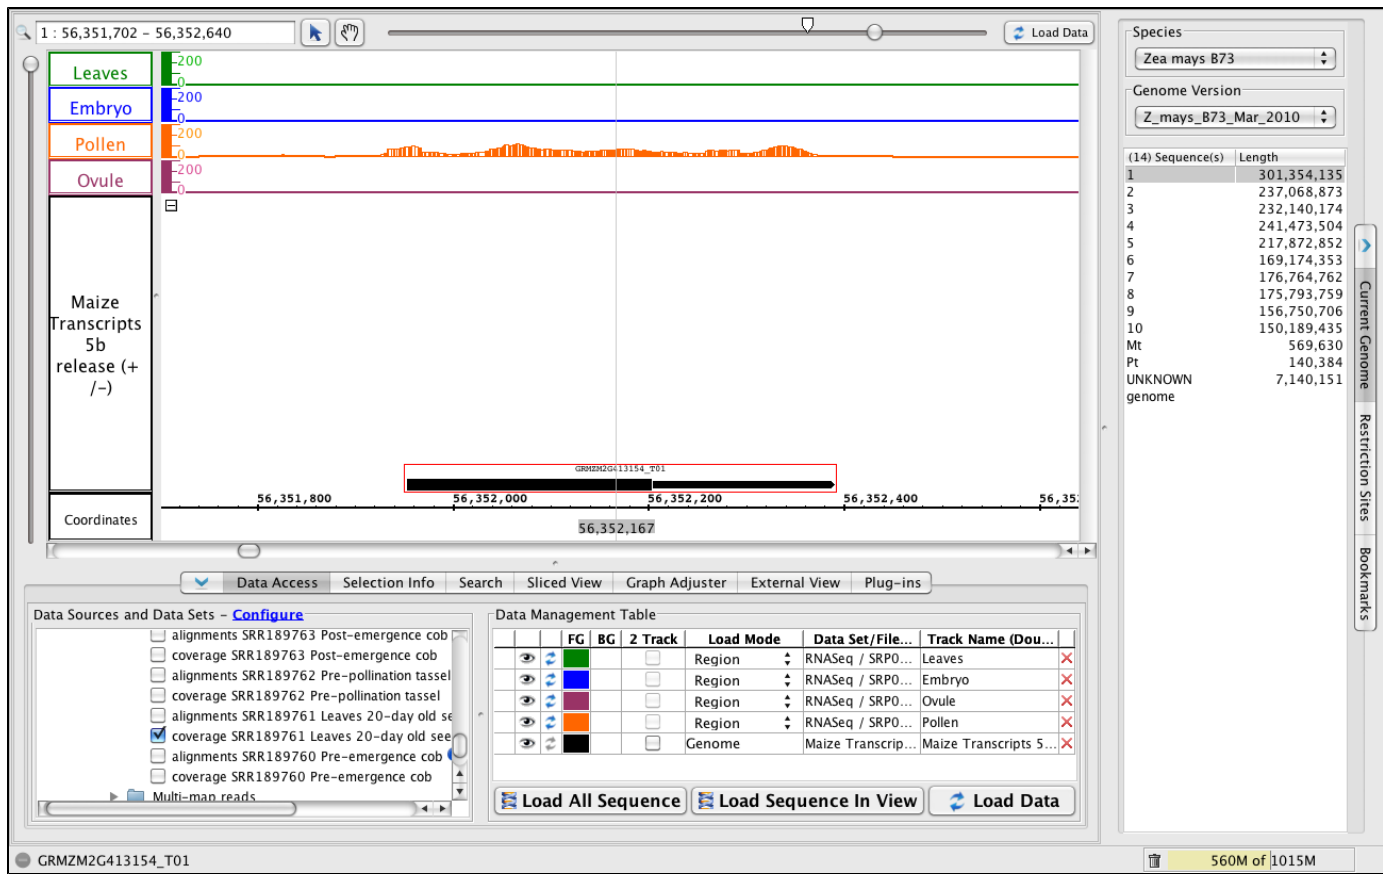 1 : 56,351,702 - 56,352,640
Load Data
Leaves
200
0
Embryo
200
0
Pollen
200
0
Ovule
200
0
Maize
Transcripts
5b
release (+
/-)
GRMZM2G413154_T01
Coordinates
56,351,800
56,352,000
56,352,200
56,352,400
56,35
56,352,167
Data Access
Selection Info
Search
Sliced View
Graph Adjuster
External View
Plug-ins
Data Sources and Data Sets - Configure
alignments SRR189763 Post-emergence cob
coverage SRR189763 Post-emergence cob
alignments SRR189762 Pre-pollination tassel
coverage SRR189762 Pre-pollination tassel
alignments SRR189761 Leaves 20-day old se
coverage SRR189761 Leaves 20-day old see
alignments SRR189760 Pre-emergence cob
coverage SRR189760 Pre-emergence cob
Multi-map reads
Data Management Table
FG BG 2 Track Load Mode Data Set/File... Track Name (Dou...
Region RNASeq / SRP0... Leaves
Region RNASeq / SRP0... Embryo
Region RNASeq / SRP0... Ovule
Region RNASeq / SRP0... Pollen
Genome Maize Transcrip... Maize Transcripts 5...
Load All Sequence
Load Sequence In View
Load Data
Species
Zea mays B73
Genome Version
Z_mays_B73_Mar_2010
(14) Sequence(s) Length
1 301,354,135
2 237,068,873
3 232,140,174
4 241,473,504
5 217,872,852
6 169,174,353
7 176,764,762
8 175,793,759
9 156,750,706
10 150,189,435
Mt 569,630
Pt 140,384
UNKNOWN 7,140,151
genome
Current Genome
Restriction Sites
Bookmarks
GRMZM2G413154_T01
560M of 1015M